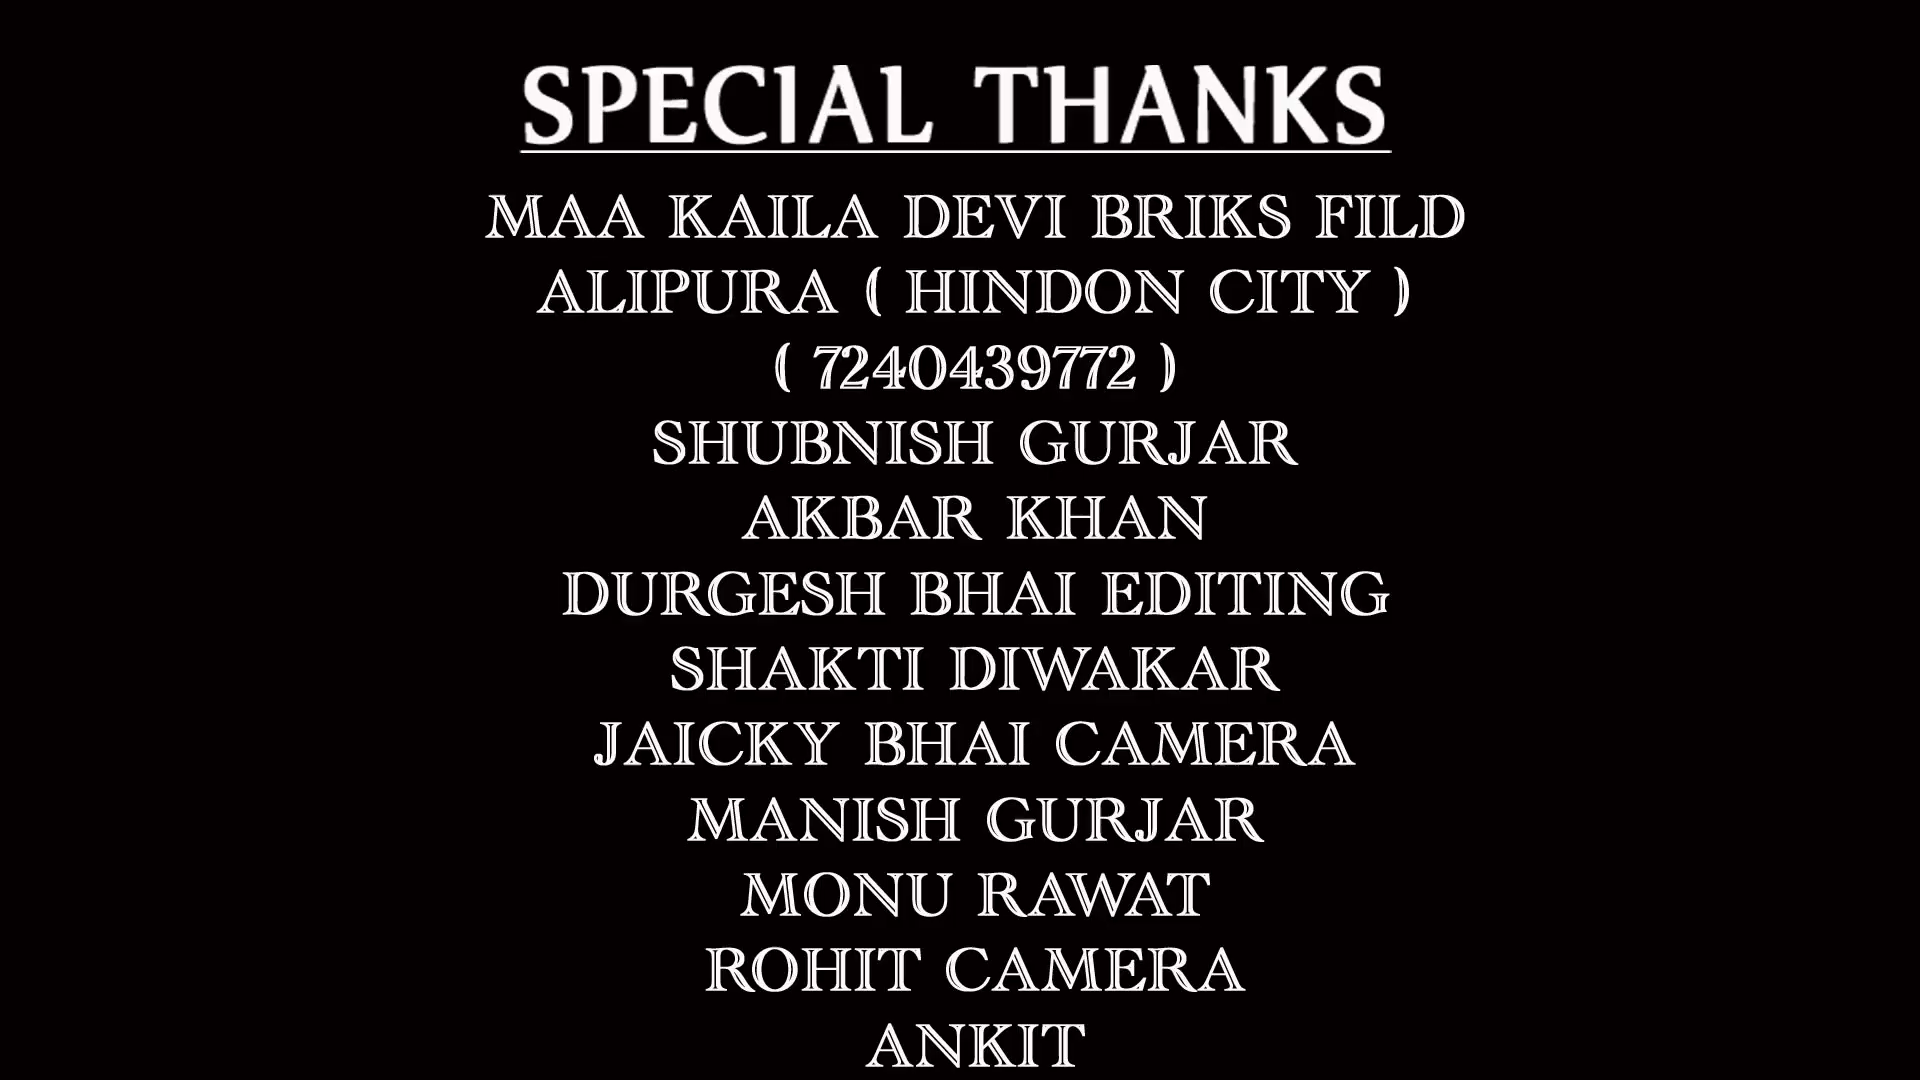 SPECIAL THANKS
MAA KAILA DEVI BRIKS FILD
ALIPURA ( HINDON CITY )
( 7240439772 )
SHUBNISH GURJAR
AKBAR KHAN
DURGESH BHAI EDITING
SHAKTI DIWAKAR
JAICKY BHAI CAMERA
MANISH GURJAR
MONU RAWAT
ROHIT CAMERA
ANKIT